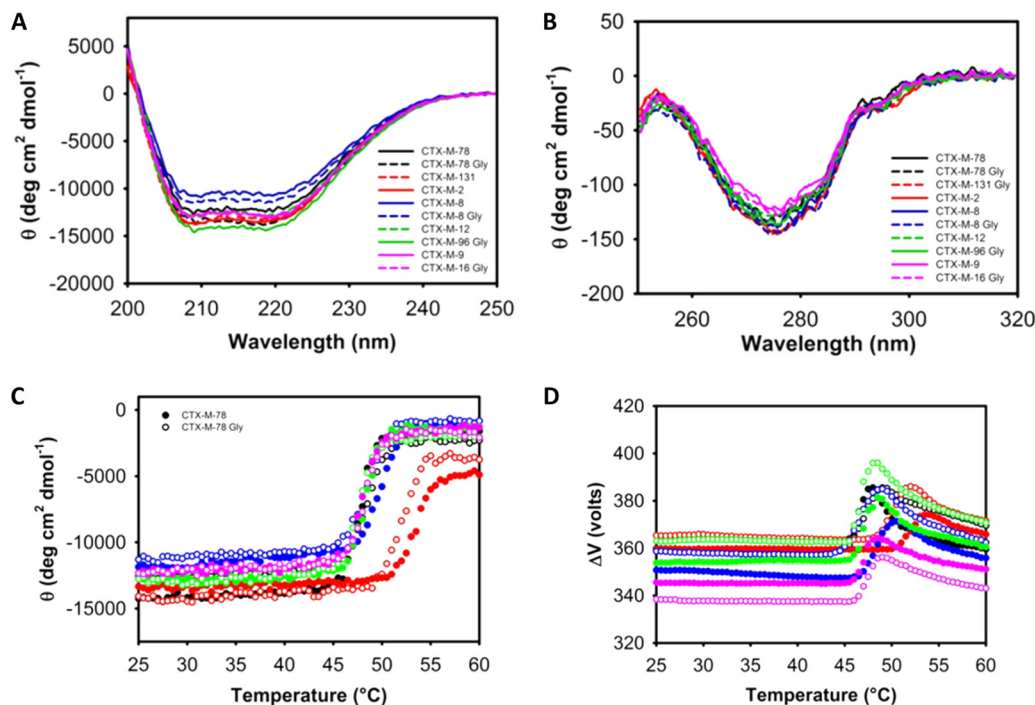 A
5000
0
-5000
-10000
-15000
-20000
θ (deg cm² dmol⁻¹)
200 210 220 230 240 250
Wavelength (nm)
CTX-M-78
CTX-M-78 Gly
CTX-M-131
CTX-M-2
CTX-M-8
CTX-M-8 Gly
CTX-M-12
CTX-M-96 Gly
CTX-M-9
CTX-M-16 Gly
B
50
0
-50
-100
-150
-200
θ (deg cm² dmol⁻¹)
260 280 300 320
Wavelength (nm)
CTX-M-78
CTX-M-78 Gly
CTX-M-131 Gly
CTX-M-2
CTX-M-8
CTX-M-8 Gly
CTX-M-12
CTX-M-96 Gly
CTX-M-9
CTX-M-16 Gly
C
0
-5000
-10000
-15000
θ (deg cm² dmol⁻¹)
25 30 35 40 45 50 55 60
Temperature (°C)
CTX-M-78
CTX-M-78 Gly
D
420
400
380
360
340
320
ΔV (volts)
25 30 35 40 45 50 55 60
Temperature (°C)